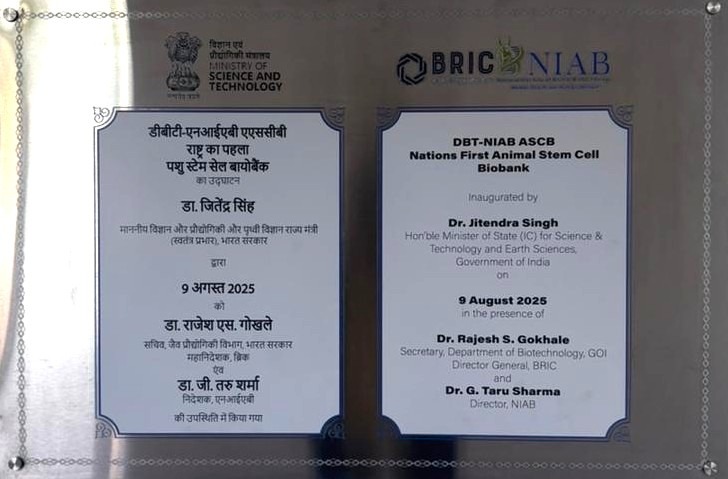 विज्ञान एवं
प्रौद्योगिकी मंत्रालय
MINISTRY OF
SCIENCE AND
TECHNOLOGY
BRIC NIAB
डीबीटी-एनआईएबी एएससीबी
राष्ट्र का पहला
पशु स्टेम सेल बायोबैंक
का उद्घाटन
डा. जितेंद्र सिंह
माननीय विज्ञान और प्रौद्योगिकी और पृथ्वी विज्ञान राज्य मंत्री
(स्वतंत्र प्रभार), भारत सरकार
द्वारा
9 अगस्त 2025
को
डा. राजेश एस. गोखले
सचिव, जैव प्रौद्योगिकी विभाग, भारत सरकार
महानिदेशक, ब्रिक
एंव
डा. जी. तरु शर्मा
निदेशक, एनआईएबी
की उपस्थिति में किया गया
DBT-NIAB ASCB
Nations First Animal Stem Cell
Biobank
Inaugurated by
Dr. Jitendra Singh
Hon'ble Minister of State (IC) for Science &
Technology and Earth Sciences,
Government of India
on
9 August 2025
in the presence of
Dr. Rajesh S. Gokhale
Secretary, Department of Biotechnology, GOI
Director General, BRIC
and
Dr. G. Taru Sharma
Director, NIAB